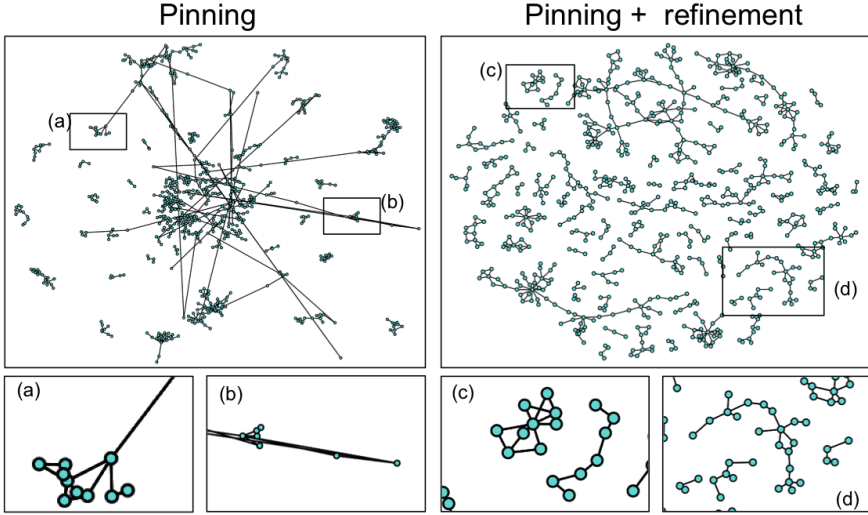 Pinning
Pinning + refinement
(a)
(b)
(c)
(d)
(a)
(b)
(c)
(d)